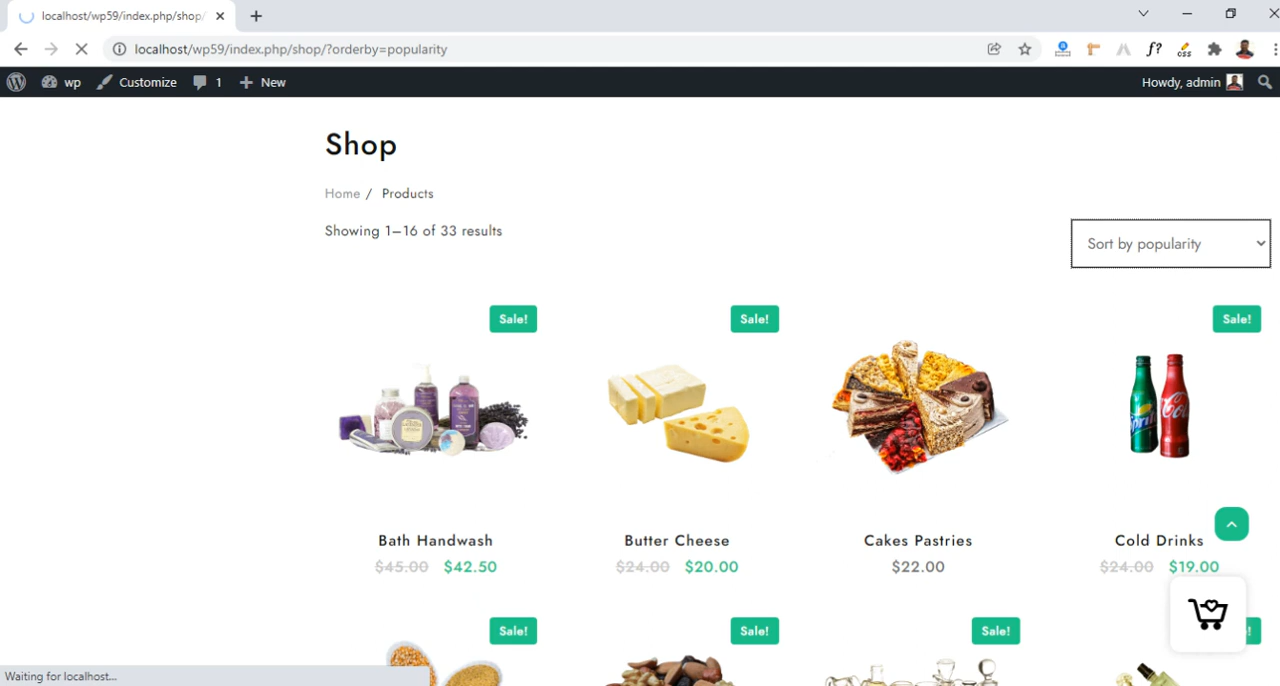 localhost/wp59/index.php/shop/
localhost/wp59/index.php/shop/?orderby=popularity
f?
css
wp
Customize
1
New
Howdy, admin
Shop
Home / Products
Showing 1–16 of 33 results
Sort by popularity
Sale!
Sale!
Sale!
Sprite
Bath Handwash
Butter Cheese
Cakes Pastries
Cold Drinks
$45.00 $42.50
$24.00 $20.00
$22.00
$24.00 $19.00
Sale!
Sale!
Sale!
Waiting for localhost...